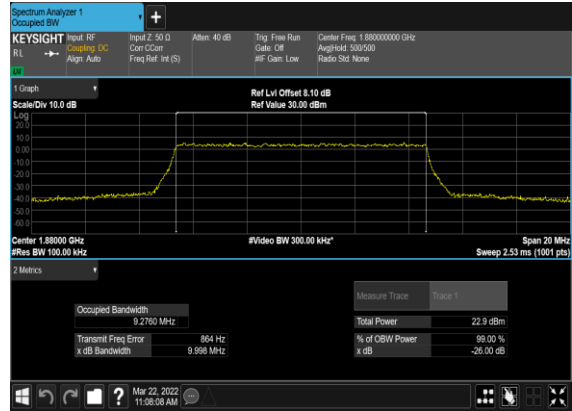 Spectrum Analyzer 1
Occupied BW
+
KEYSIGHT Input: RF Input Z: 50 Ω Atten: 40 dB Trig: Free Run Center Freq: 1.880000000 GHz
RL Coupling: DC Corr CCorr Gate: Off Avg|Hold: 500/500
Align: Auto Freq Ref: Int (S) #IF Gain: Low Radio Std: None
1 Graph
Scale/Div 10.0 dB
Ref Lvl Offset 8.10 dB
Ref Value 30.00 dBm
Log
20.0
10.0
0.00
-10.0
-20.0
-30.0
-40.0
-50.0
-60.0
Center 1.88000 GHz #Video BW 300.00 kHz* Span 20 MHz
#Res BW 100.00 kHz Sweep 2.53 ms (1001 pts)
2 Metrics
Measure Trace Trace 1
Occupied Bandwidth
9.2760 MHz
Total Power 22.9 dBm
Transmit Freq Error 864 Hz % of OBW Power 99.00 %
x dB Bandwidth 9.998 MHz x dB -26.00 dB
? Mar 22, 2022
11:08:08 AM